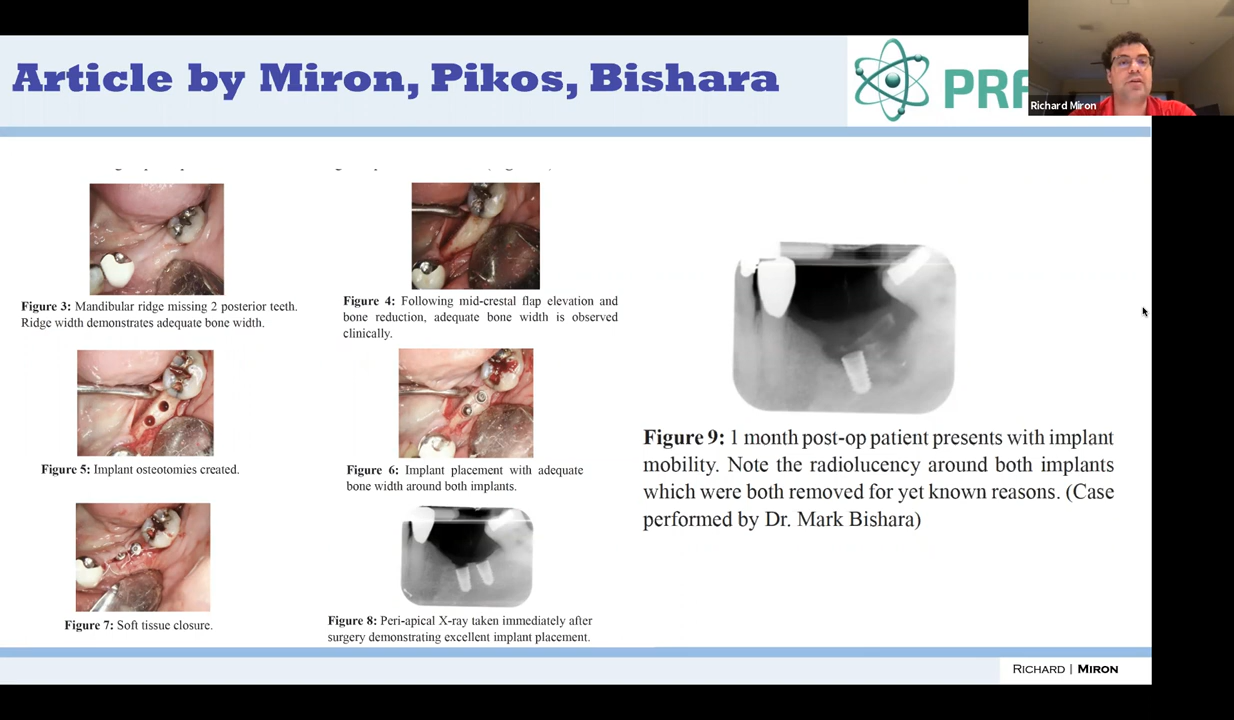 Article by Miron, Pikos, Bishara
PRF
Richard Miron
Figure 3: Mandibular ridge missing 2 posterior teeth.
Ridge width demonstrates adequate bone width.
Figure 4: Following mid-crestal flap elevation and
bone reduction, adequate bone width is observed
clinically.
Figure 5: Implant osteotomies created.
Figure 6: Implant placement with adequate
bone width around both implants.
Figure 7: Soft tissue closure.
Figure 8: Peri-apical X-ray taken immediately after
surgery demonstrating excellent implant placement.
Figure 9: 1 month post-op patient presents with implant
mobility. Note the radiolucency around both implants
which were both removed for yet known reasons. (Case
performed by Dr. Mark Bishara)
RICHARD | MIRON